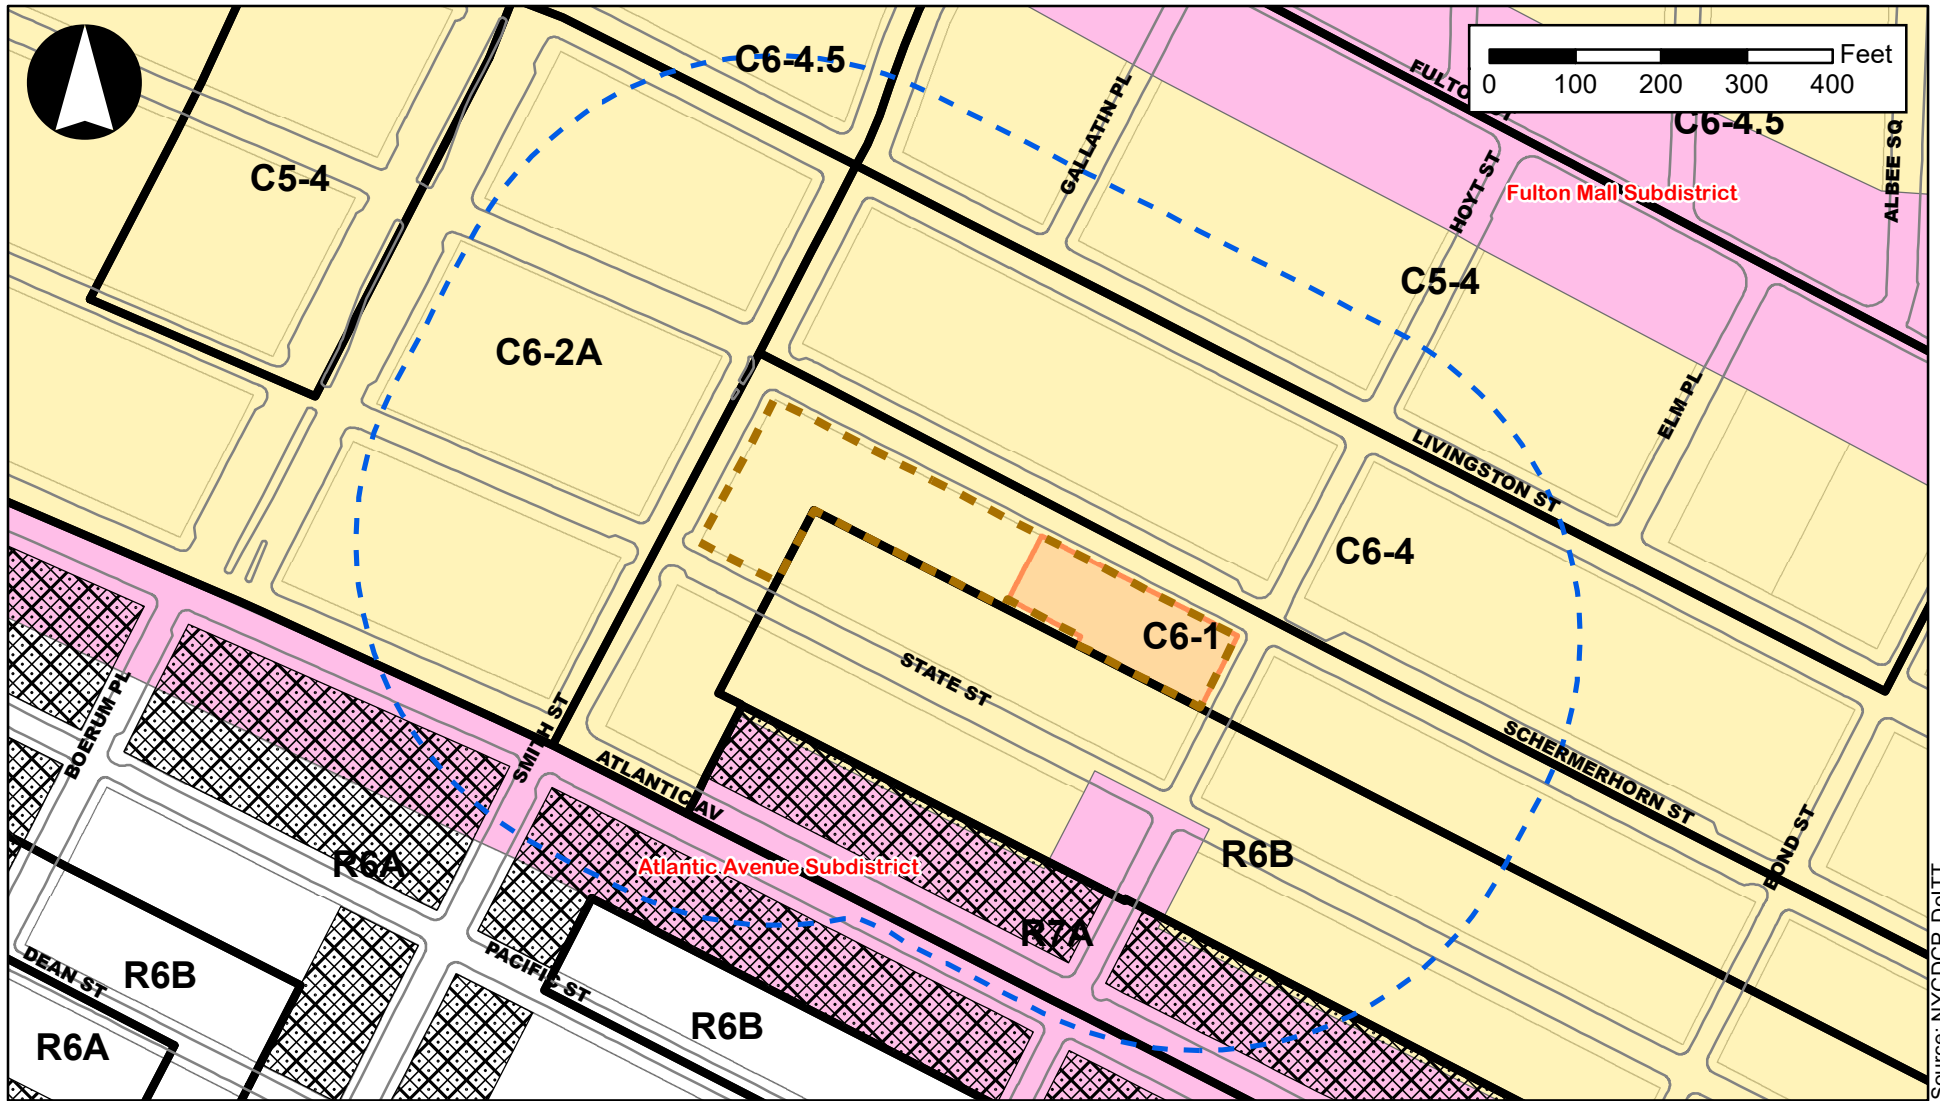 C6-4.5
Feet
0 100 200 300 400
C6-4.5
GALLATIN PL
ALBEE SQ
C5-4
HOYT ST
Fulton Mall Subdistrict
C5-4
C6-2A
ELM PL
LIVINGSTON ST
C6-4
C6-1
STATE ST
BOERUM PL
SMITH ST
ATLANTIC AV
SCHERMERHORN ST
BOND ST
R6A
Atlantic Avenue Subdistrict
R6B
R7A
DEAN ST
R6B
PACIFIC ST
R6B
R6A
Source: NYCDCP, DoITT